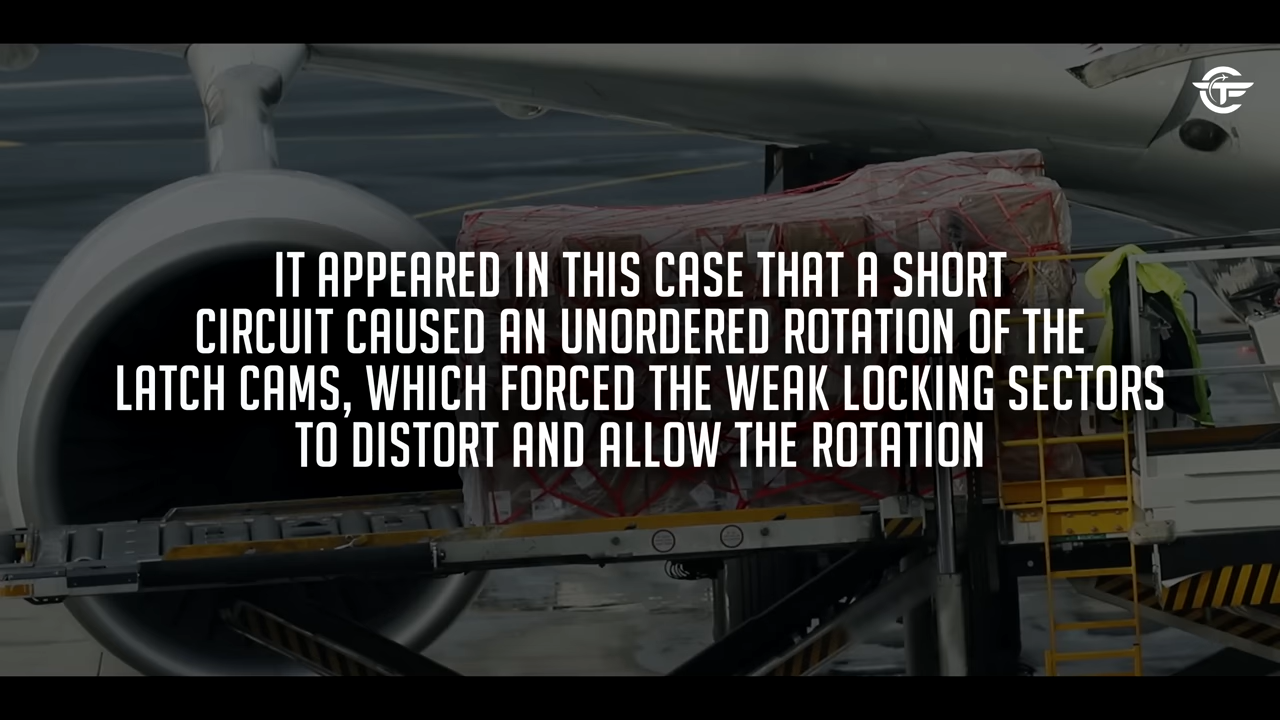 IT APPEARED IN THIS CASE THAT A SHORT
CIRCUIT CAUSED AN UNORDERED ROTATION OF THE
LATCH CAMS, WHICH FORCED THE WEAK LOCKING SECTORS
TO DISTORT AND ALLOW THE ROTATION